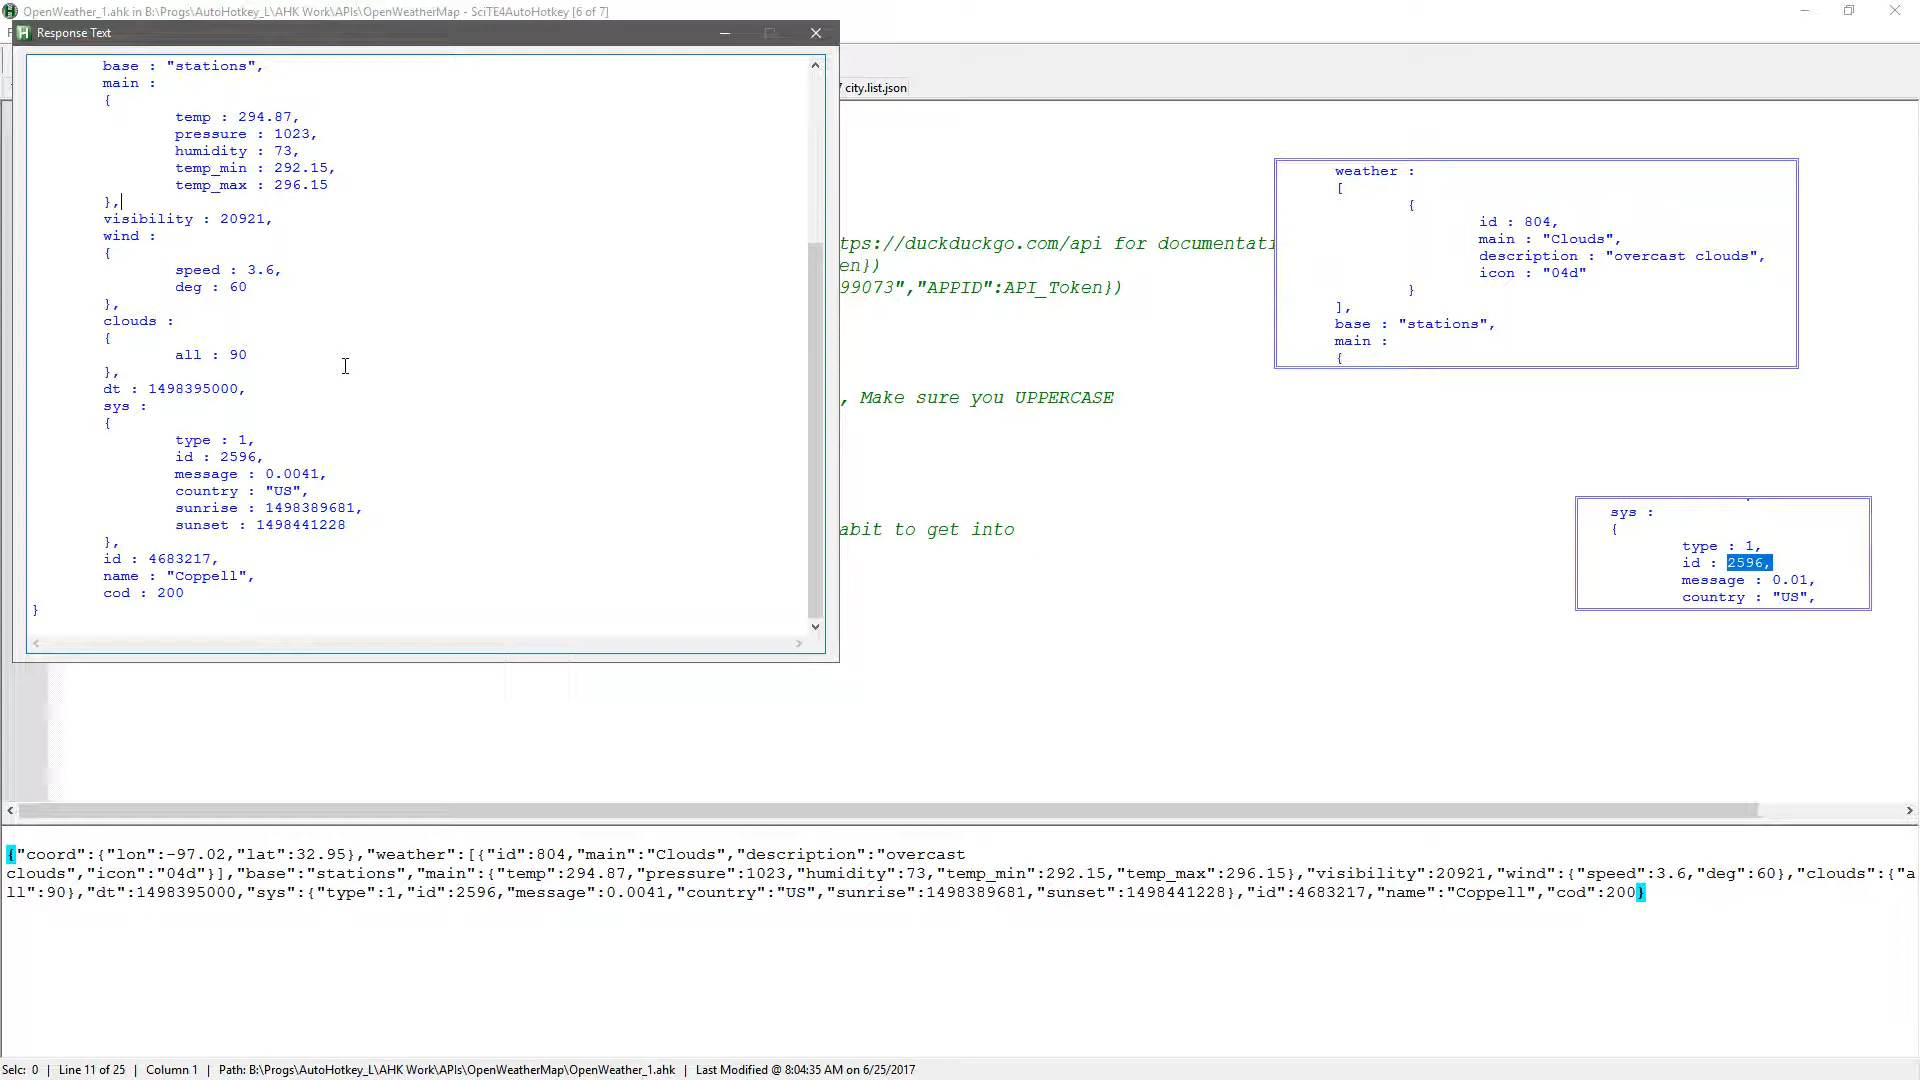 OpenWeather_1.ahk in B:\Progs\AutoHotkey_L\AHK Work\APIs\OpenWeatherMap - SciTE4AutoHotkey [6 of 7]
Response Text
base : "stations",
main :
{
temp : 294.87,
pressure : 1023,
humidity : 73,
temp_min : 292.15,
temp_max : 296.15
},
visibility : 20921,
wind :
{
speed : 3.6,
deg : 60
},
clouds :
{
all : 90
},
dt : 1498395000,
sys :
{
type : 1,
id : 2596,
message : 0.0041,
country : "US",
sunrise : 1498389681,
sunset : 1498441228
},
id : 4683217,
name : "Coppell",
cod : 200
}
7 city.list.json
tps://duckduckgo.com/api for documentati
en})
99073","APPID":API_Token})
, Make sure you UPPERCASE
abit to get into
weather :
[
{
id : 804,
main : "Clouds",
description : "overcast clouds",
icon : "04d"
}
],
base : "stations",
main :
{
sys :
{
type : 1,
id : 2596,
message : 0.01,
country : "US",
{"coord":{"lon":-97.02,"lat":32.95},"weather":[{"id":804,"main":"Clouds","description":"overcast
clouds","icon":"04d"}],"base":"stations","main":{"temp":294.87,"pressure":1023,"humidity":73,"temp_min":292.15,"temp_max":296.15},"visibility":20921,"wind":{"speed":3.6,"deg":60},"clouds":{"a
ll":90},"dt":1498395000,"sys":{"type":1,"id":2596,"message":0.0041,"country":"US","sunrise":1498389681,"sunset":1498441228},"id":4683217,"name":"Coppell","cod":200}
Selc: 0 | Line 11 of 25 | Column 1 | Path: B:\Progs\AutoHotkey_L\AHK Work\APIs\OpenWeatherMap\OpenWeather_1.ahk | Last Modified @ 8:04:35 AM on 6/25/2017